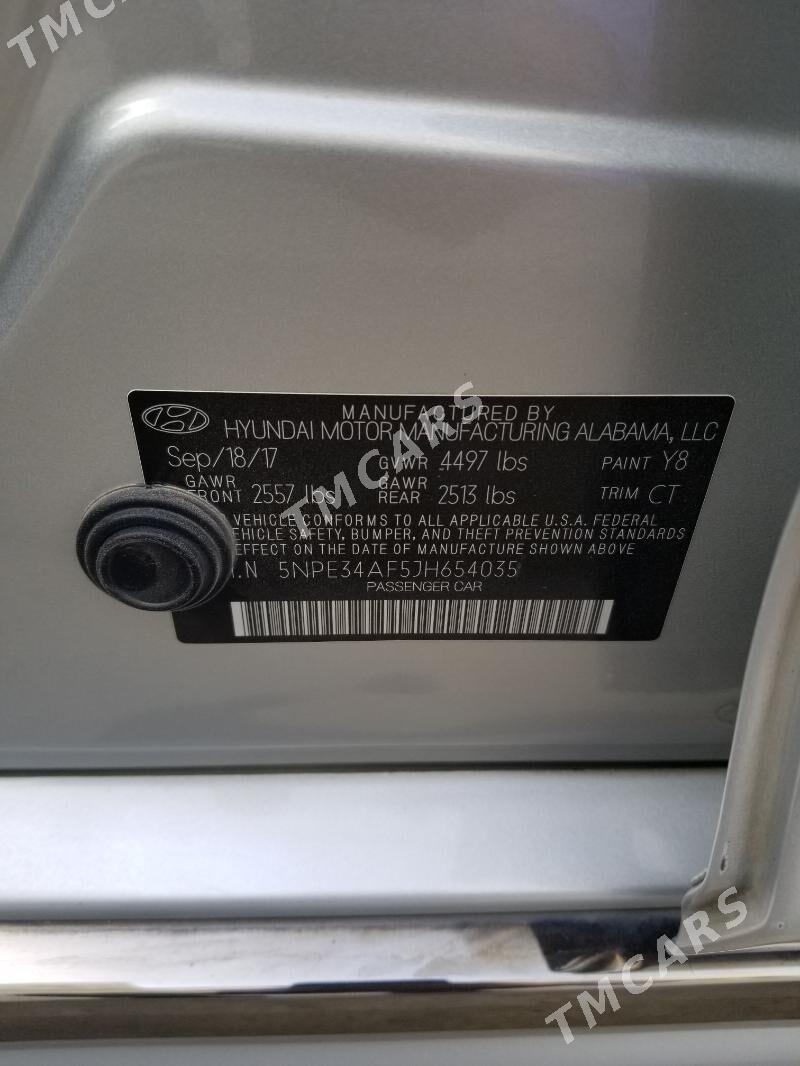 TMCARS
MANUFACTURED BY
HYUNDAI MOTOR MANUFACTURING ALABAMA, LLC
Sep/18/17 GVWR 4497 lbs PAINT Y8
GAWR FRONT 2557 lbs GAWR REAR 2513 lbs TRIM CT
VEHICLE CONFORMS TO ALL APPLICABLE U.S.A. FEDERAL
VEHICLE SAFETY, BUMPER, AND THEFT PREVENTION STANDARDS
EFFECT ON THE DATE OF MANUFACTURE SHOWN ABOVE.
.N 5NPE34AF5JH654035
PASSENGER CAR
TMCARS
TMCARS